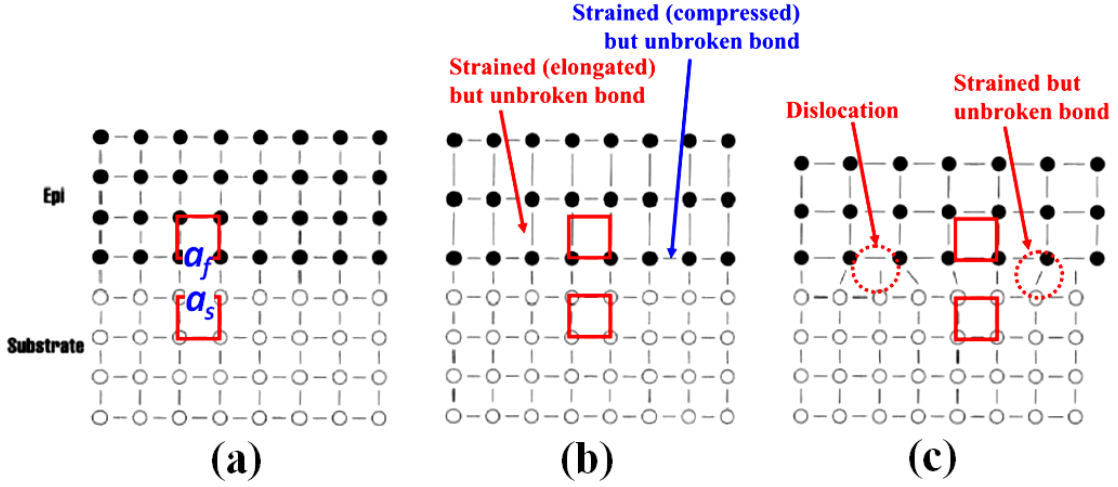 Strained (compressed)
but unbroken bond
Strained (elongated)
but unbroken bond
Strained but
unbroken bond
Dislocation
Epi
a_f
a_s
Substrate
(a)
(b)
(c)